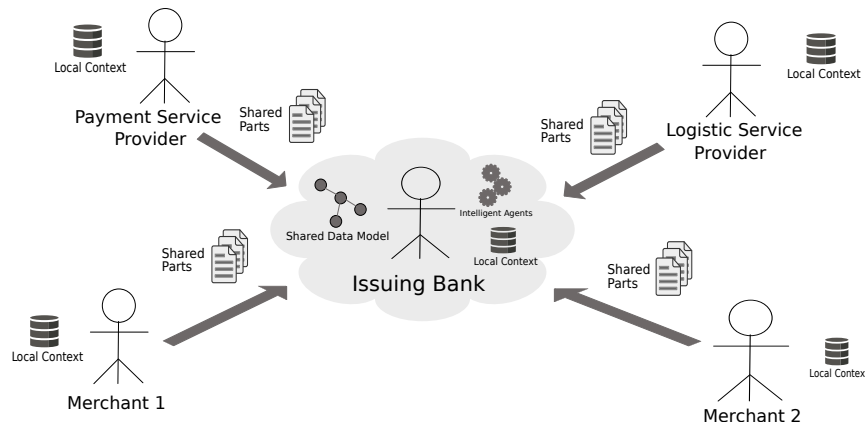 Local Context
Payment Service
Provider
Shared
Parts
Local Context
Logistic Service
Provider
Shared
Parts
Shared Data Model
Intelligent Agents
Local Context
Issuing Bank
Shared
Parts
Local Context
Merchant 1
Shared
Parts
Local Contex
Merchant 2